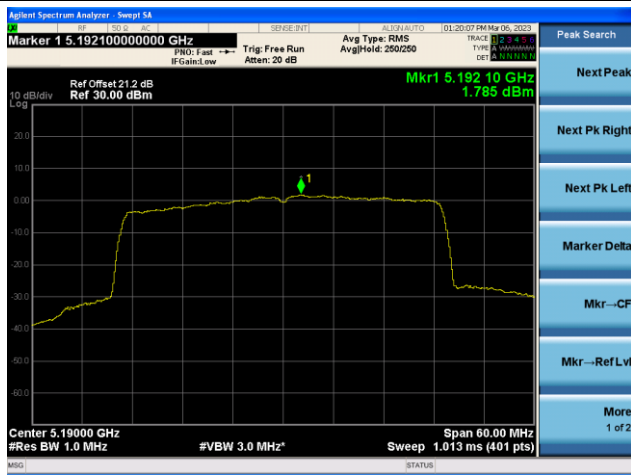 Agilent Spectrum Analyzer - Swept SA
RF 50 Ω AC SENSE:INT ALIGN AUTO 01:20:07 PM Mar 06, 2023
Marker 1 5.192100000000 GHz
PNO: Fast
IFGain:Low
Trig: Free Run
Atten: 20 dB
Avg Type: RMS
Avg|Hold: 250/250
TRACE 1 2 3 4 5 6
TYPE A WWWWW
DET A N N N N N
Peak Search
Ref Offset 21.2 dB
Ref 30.00 dBm
10 dB/div
Log
Mkr1 5.192 10 GHz
1.785 dBm
20.0
10.0
0.00
-10.0
-20.0
-30.0
-40.0
-50.0
-60.0
1
Center 5.19000 GHz
#Res BW 1.0 MHz
#VBW 3.0 MHz*
Span 60.00 MHz
Sweep 1.013 ms (401 pts)
MSG
STATUS
Next Peak
Next Pk Right
Next Pk Left
Marker Delta
Mkr→CF
Mkr→Ref Lvl
More
1 of 2